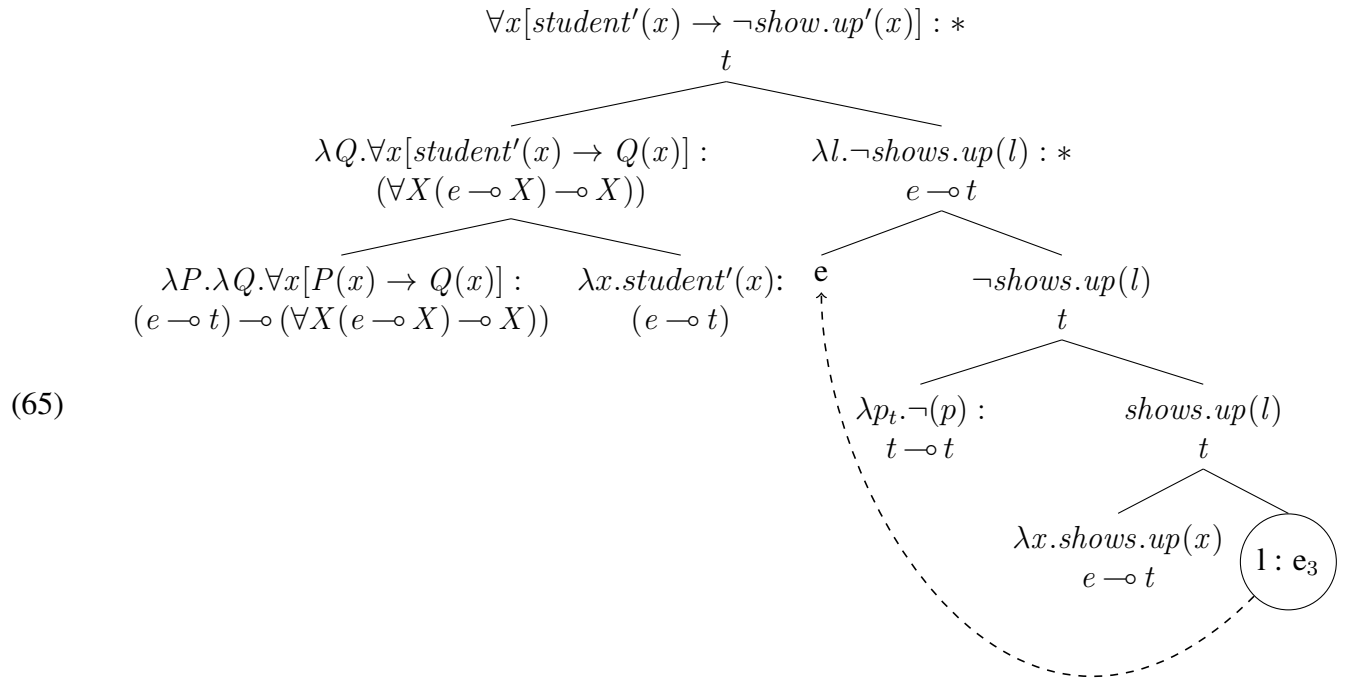 ∀x[student′(x) → ¬show.up′(x)] : ∗
t
λQ.∀x[student′(x) → Q(x)] : λl.¬shows.up(l) : ∗
(∀X(e ⊸ X) ⊸ X)) e ⊸ t
λP.λQ.∀x[P(x) → Q(x)] : λx.student′(x): e ¬shows.up(l)
(e ⊸ t) ⊸ (∀X(e ⊸ X) ⊸ X)) (e ⊸ t) t
(65) λpₜ.¬(p) : shows.up(l)
t ⊸ t t
λx.shows.up(x) l : e₃
e ⊸ t